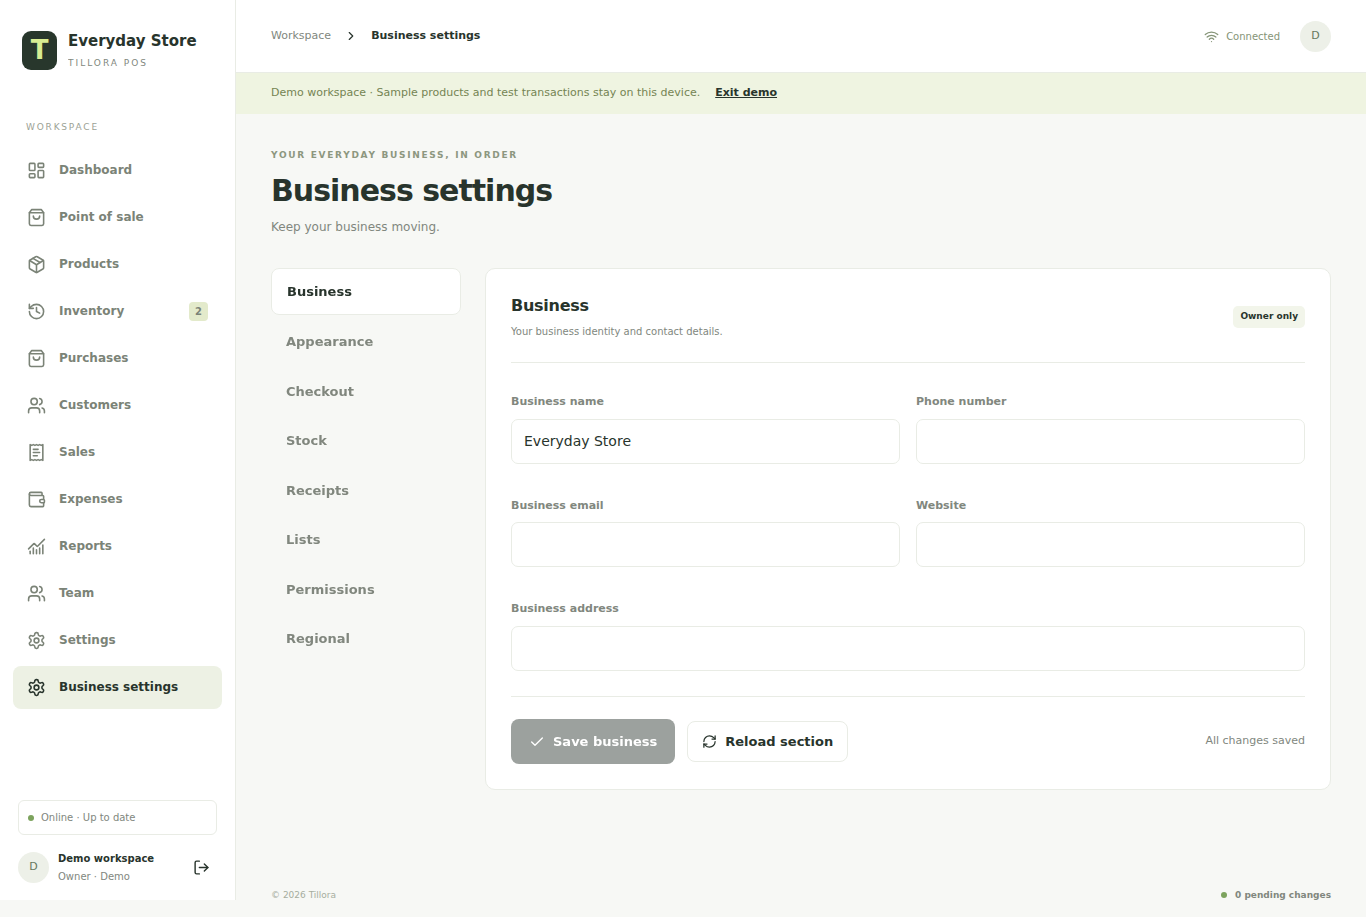 T
Everyday Store
TILLORA POS
WORKSPACE
Dashboard
Point of sale
Products
Inventory 2
Purchases
Customers
Sales
Expenses
Reports
Team
Settings
Business settings
Online · Up to date
D
Demo workspace
Owner · Demo
Workspace Business settings
Connected
D
Demo workspace · Sample products and test transactions stay on this device. Exit demo
YOUR EVERYDAY BUSINESS, IN ORDER
Business settings
Keep your business moving.
Business
Appearance
Checkout
Stock
Receipts
Lists
Permissions
Regional
Business
Your business identity and contact details.
Owner only
Business name
Everyday Store
Phone number
Business email
Website
Business address
Save business
Reload section
All changes saved
© 2026 Tillora
0 pending changes